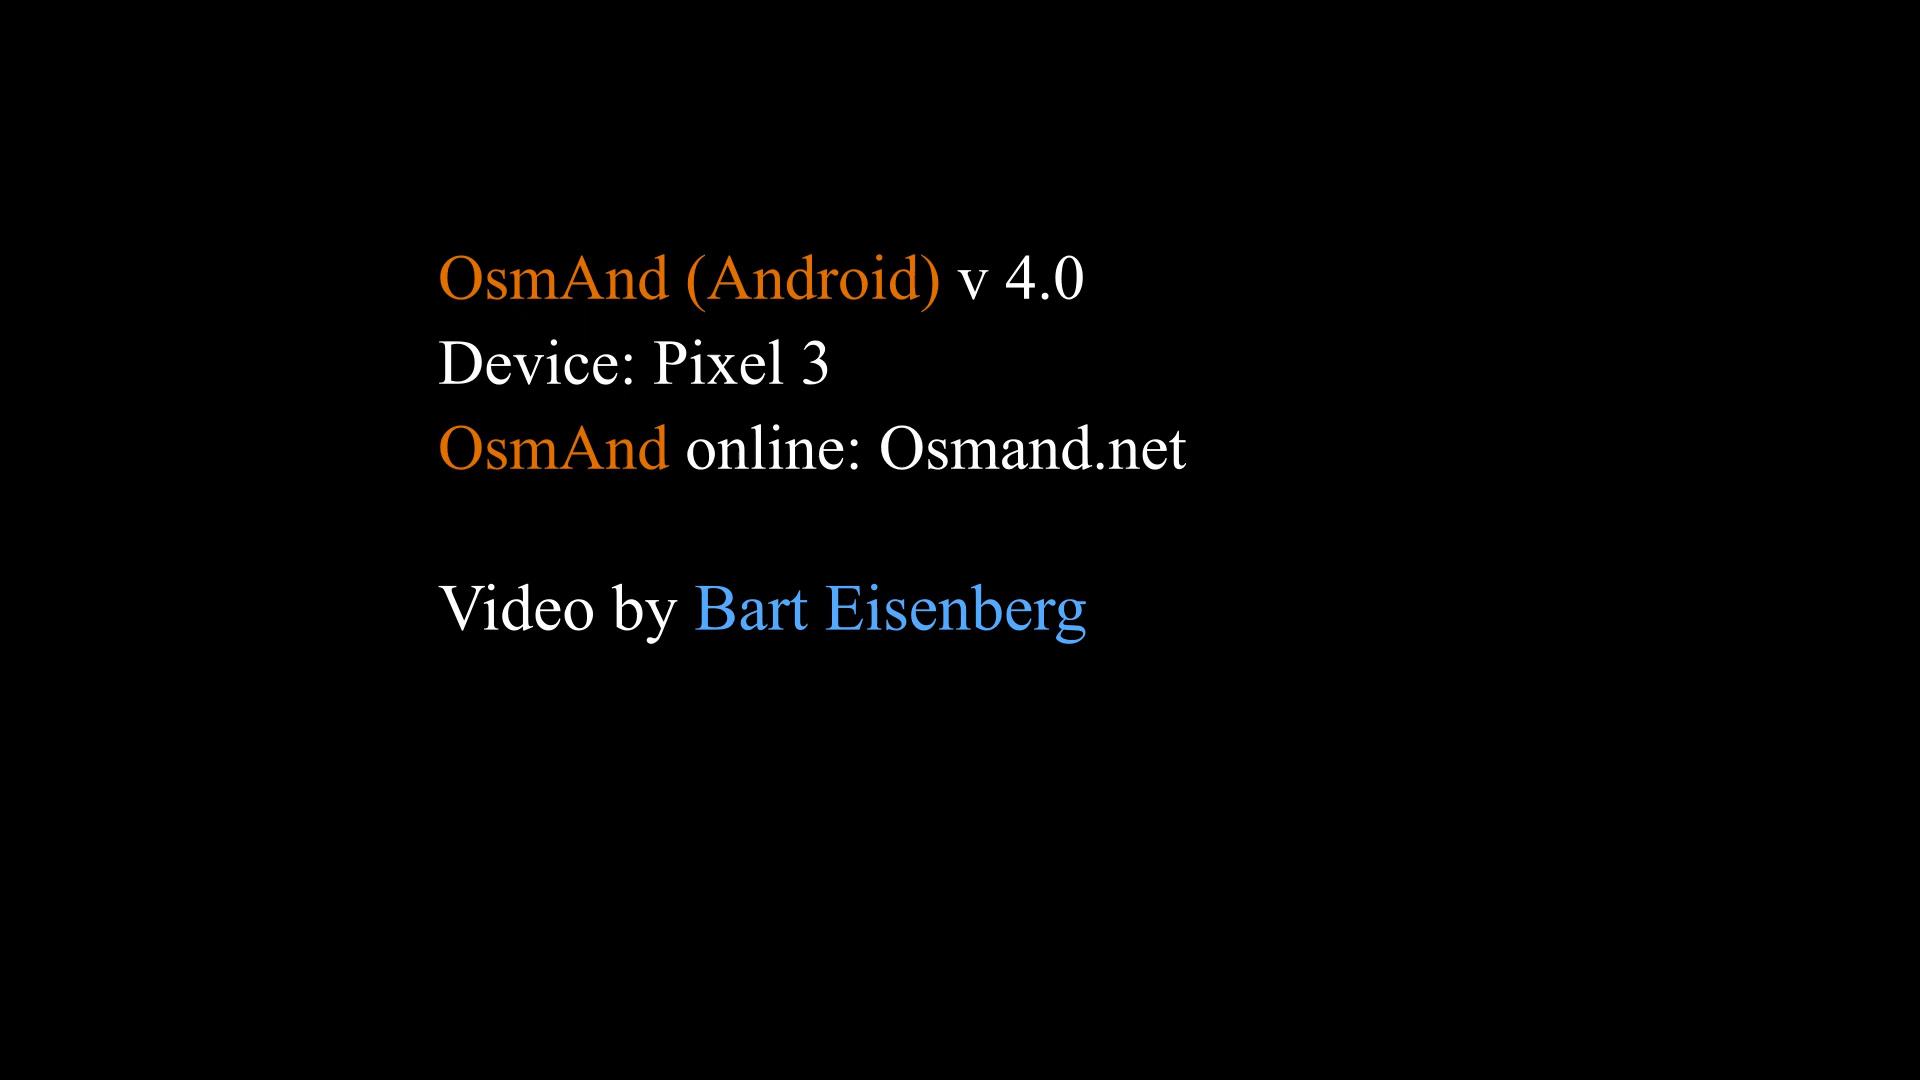 OsmAnd (Android) v 4.0
Device: Pixel 3
OsmAnd online: Osmand.net
Video by Bart Eisenberg